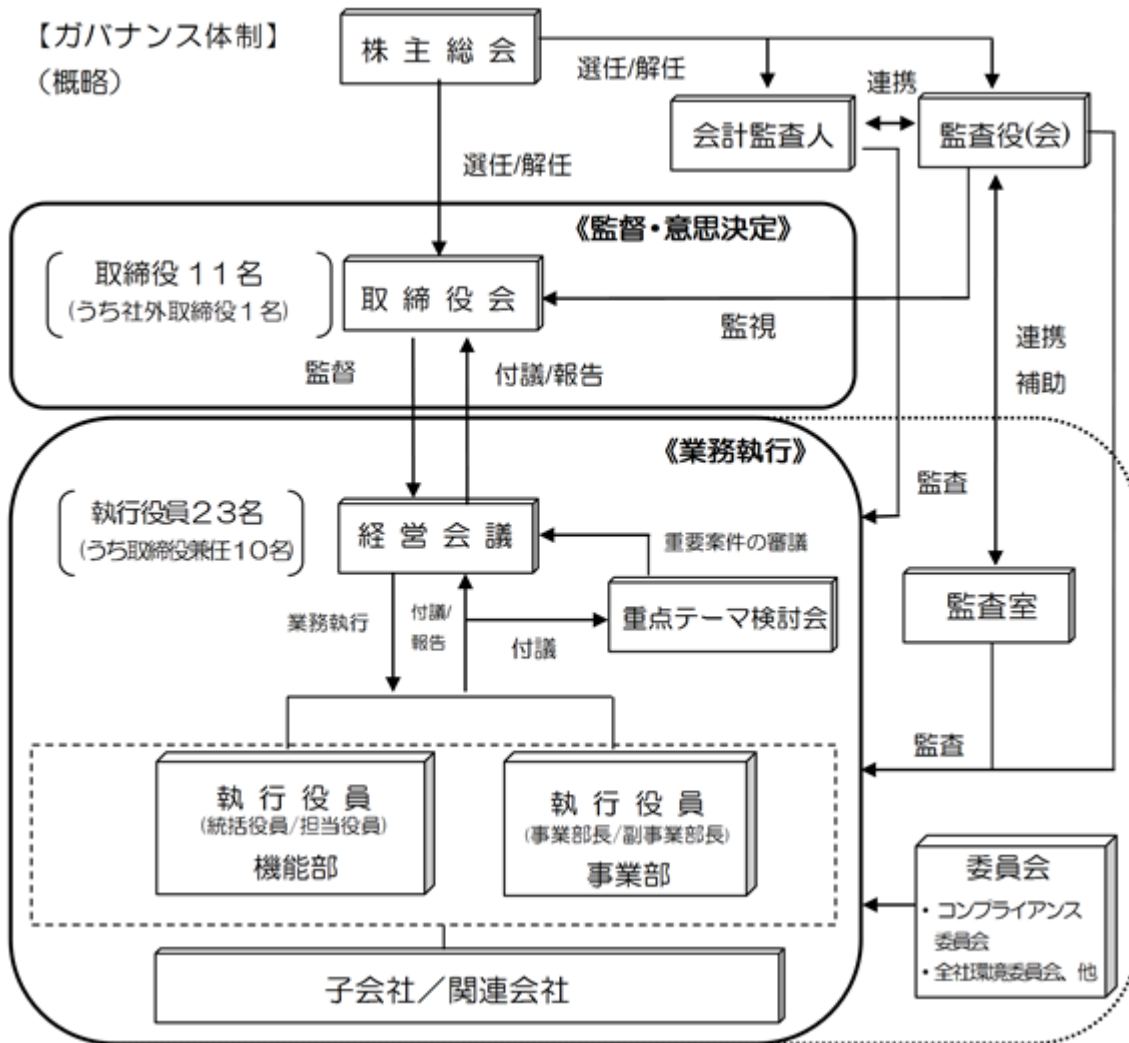 【ガバナンス体制】
(概略)
株主総会
選任/解任
連携
会計監査人
監査役(会)
選任/解任
《監督・意思決定》
取締役11名
(うち社外取締役1名)
取締役会
監視
監督
付議/報告
連携
補助
《業務執行》
監査
執行役員23名
(うち取締役兼任10名)
経営会議
重要案件の審議
重点テーマ検討会
監査室
業務執行
付議/
報告
付議
監査
執行役員
(統括役員/担当役員)
機能部
執行役員
(事業部長/副事業部長)
事業部
委員会
・コンプライアンス
委員会
・全社環境委員会、他
子会社/関連会社